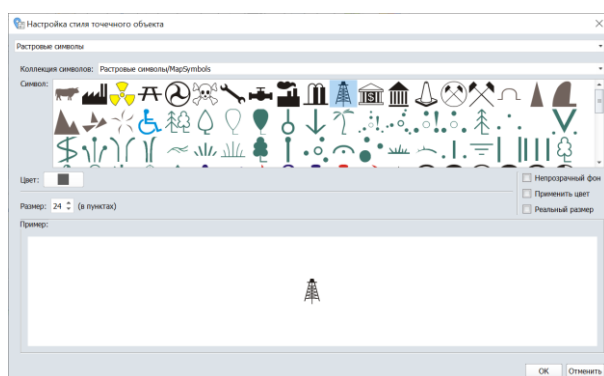 Настройка стиля точечного объекта
Растровые символы
Коллекция символов: Растровые символы/MapSymbols
Символ:
Цвет:
Непрозрачный фон
Применить цвет
Размер: 24 (в пунктах)
Реальный размер
Пример:
OK Отменить